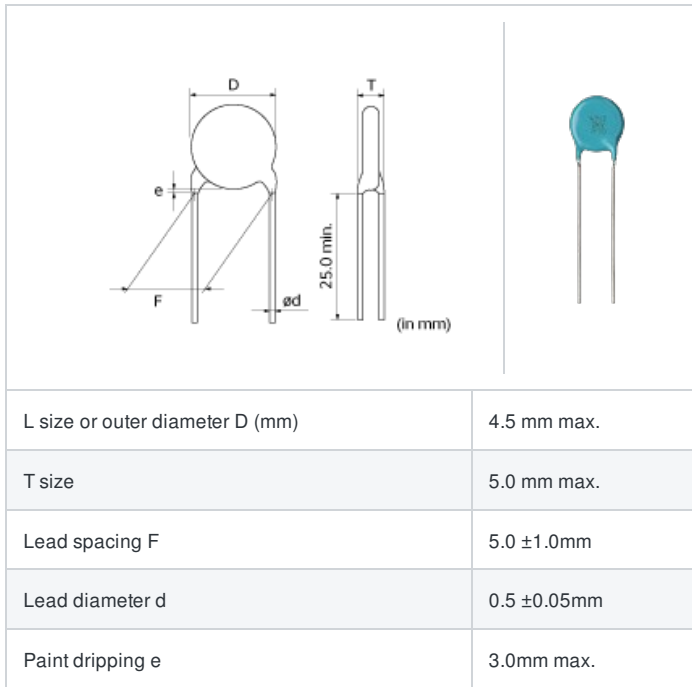 D
T
e
F
ød
25.0 min.
(in mm)
L size or outer diameter D (mm) 4.5 mm max.
T size 5.0 mm max.
Lead spacing F 5.0 ±1.0mm
Lead diameter d 0.5 ±0.05mm
Paint dripping e 3.0mm max.